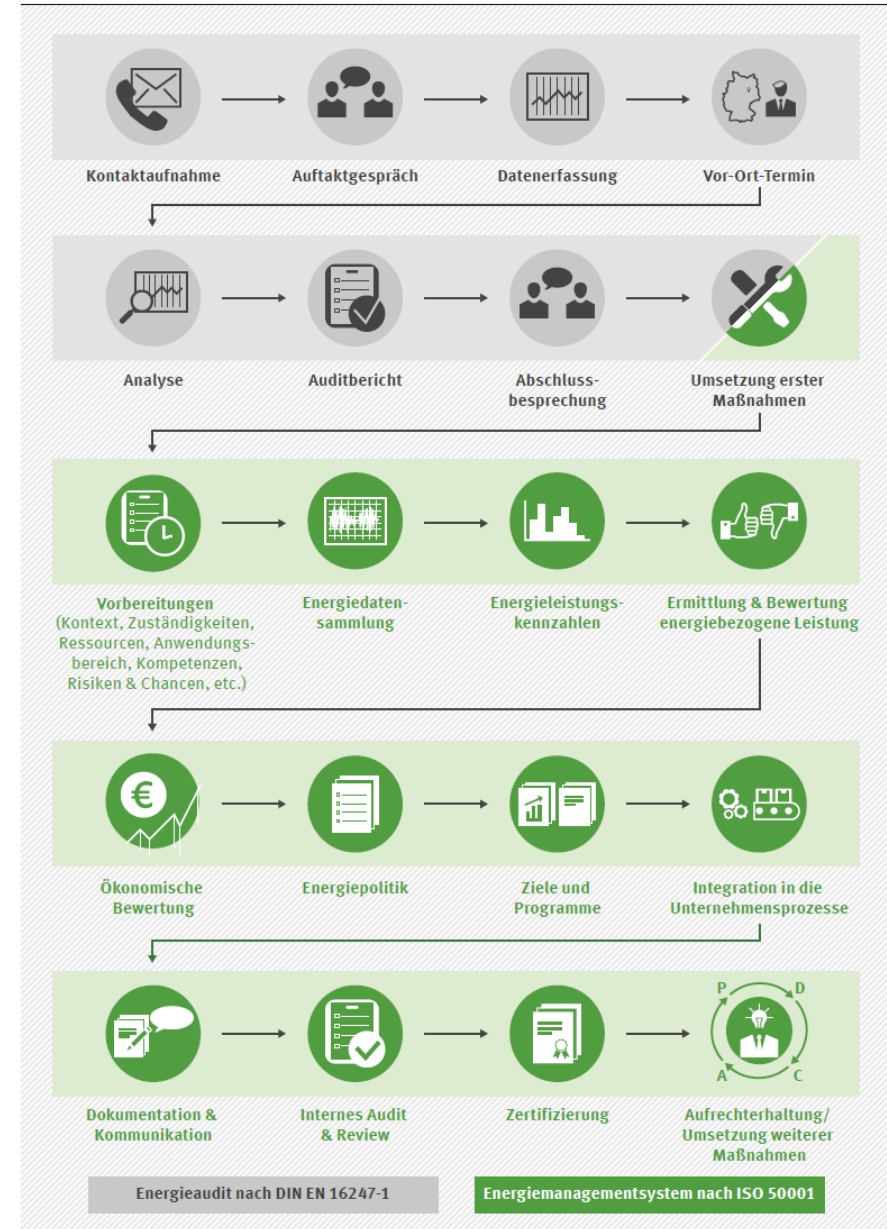 Kontaktaufnahme
Auftaktgespräch
Datenerfassung
Vor-Ort-Termin
Analyse
Auditbericht
Abschluss-
besprechung
Umsetzung erster
Maßnahmen
Vorbereitungen
(Kontext, Zuständigkeiten,
Ressourcen, Anwendungs-
bereich, Kompetenzen,
Risiken & Chancen, etc.)
Energiedaten-
sammlung
Energieleistungs-
kennzahlen
Ermittlung & Bewertung
energiebezogene Leistung
€
Ökonomische
Bewertung
Energiepolitik
Ziele und
Programme
Integration in die
Unternehmensprozesse
P
D
A
C
Dokumentation &
Kommunikation
Internes Audit
& Review
Zertifizierung
Aufrechterhaltung/
Umsetzung weiterer
Maßnahmen
Energieaudit nach DIN EN 16247-1
Energiemanagementsystem nach ISO 50001